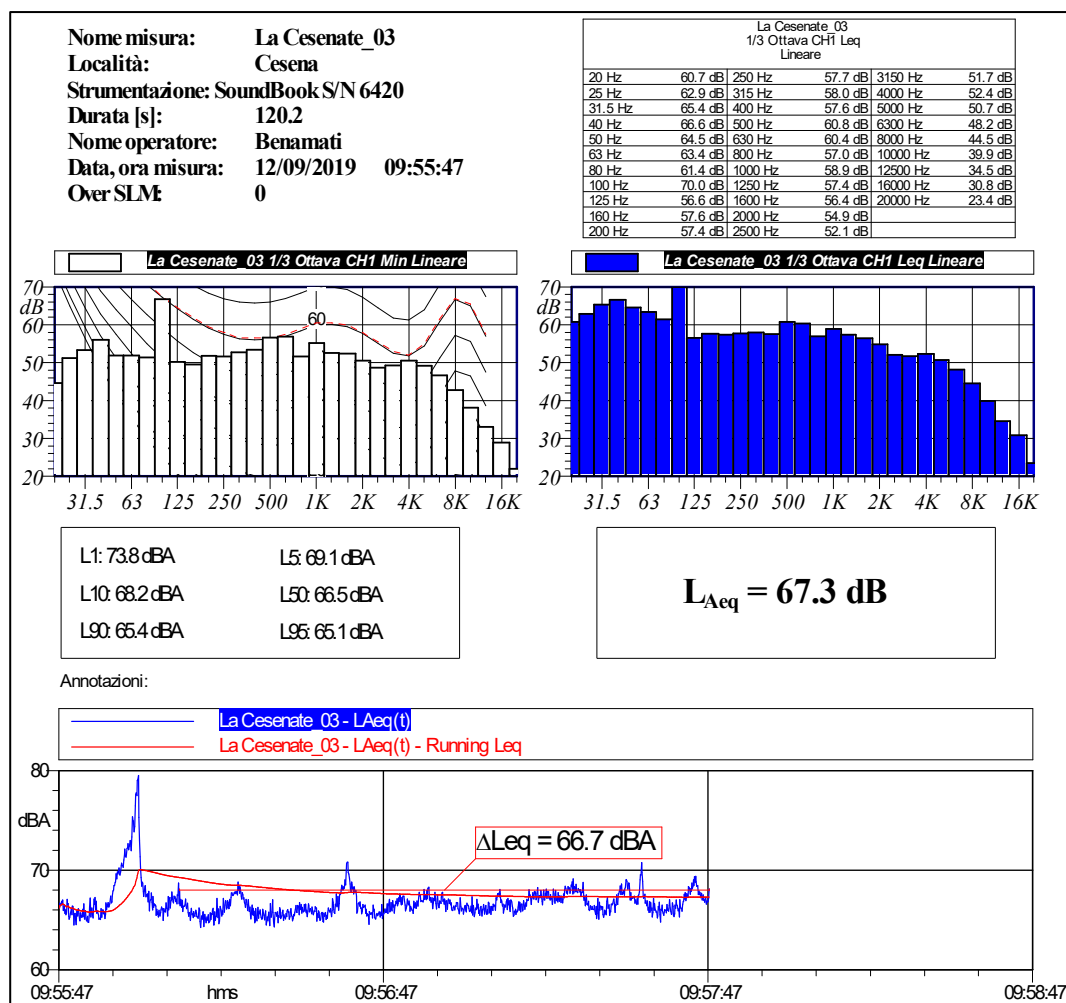 Nome misura: La Cesenate_03
Località: Cesena
Strumentazione: SoundBook S/N 6420
Durata [s]: 120.2
Nome operatore: Benamati
Data, ora misura: 12/09/2019 09:55:47
Over SLM: 0
La Cesenate_03
1/3 Ottava CH1 Leq
Lineare
20 Hz 60.7 dB 250 Hz 57.7 dB 3150 Hz 51.7 dB
25 Hz 62.9 dB 315 Hz 58.0 dB 4000 Hz 52.4 dB
31.5 Hz 65.4 dB 400 Hz 57.6 dB 5000 Hz 50.7 dB
40 Hz 66.6 dB 500 Hz 60.8 dB 6300 Hz 48.2 dB
50 Hz 64.5 dB 630 Hz 60.4 dB 8000 Hz 44.5 dB
63 Hz 63.4 dB 800 Hz 57.0 dB 10000 Hz 39.9 dB
80 Hz 61.4 dB 1000 Hz 58.9 dB 12500 Hz 34.5 dB
100 Hz 70.0 dB 1250 Hz 57.4 dB 16000 Hz 30.8 dB
125 Hz 56.6 dB 1600 Hz 56.4 dB 20000 Hz 23.4 dB
160 Hz 57.6 dB 2000 Hz 54.9 dB
200 Hz 57.4 dB 2500 Hz 52.1 dB
La Cesenate_03 1/3 Ottava CH1 Min Lineare
70
dB
60
50
40
30
20
60
31.5 63 125 250 500 1K 2K 4K 8K 16K
La Cesenate_03 1/3 Ottava CH1 Leq Lineare
70
dB
60
50
40
30
20
31.5 63 125 250 500 1K 2K 4K 8K 16K
L1: 73.8 dBA L5: 69.1 dBA
L10: 68.2 dBA L50: 66.5 dBA
L90: 65.4 dBA L95: 65.1 dBA
LAeq = 67.3 dB
Annotazioni:
La Cesenate_03 - LAeq(t)
La Cesenate_03 - LAeq(t) - Running Leq
80
dBA
70
60
ΔLeq = 66.7 dBA
09:55:47 hms 09:56:47 09:57:47 09:58:47